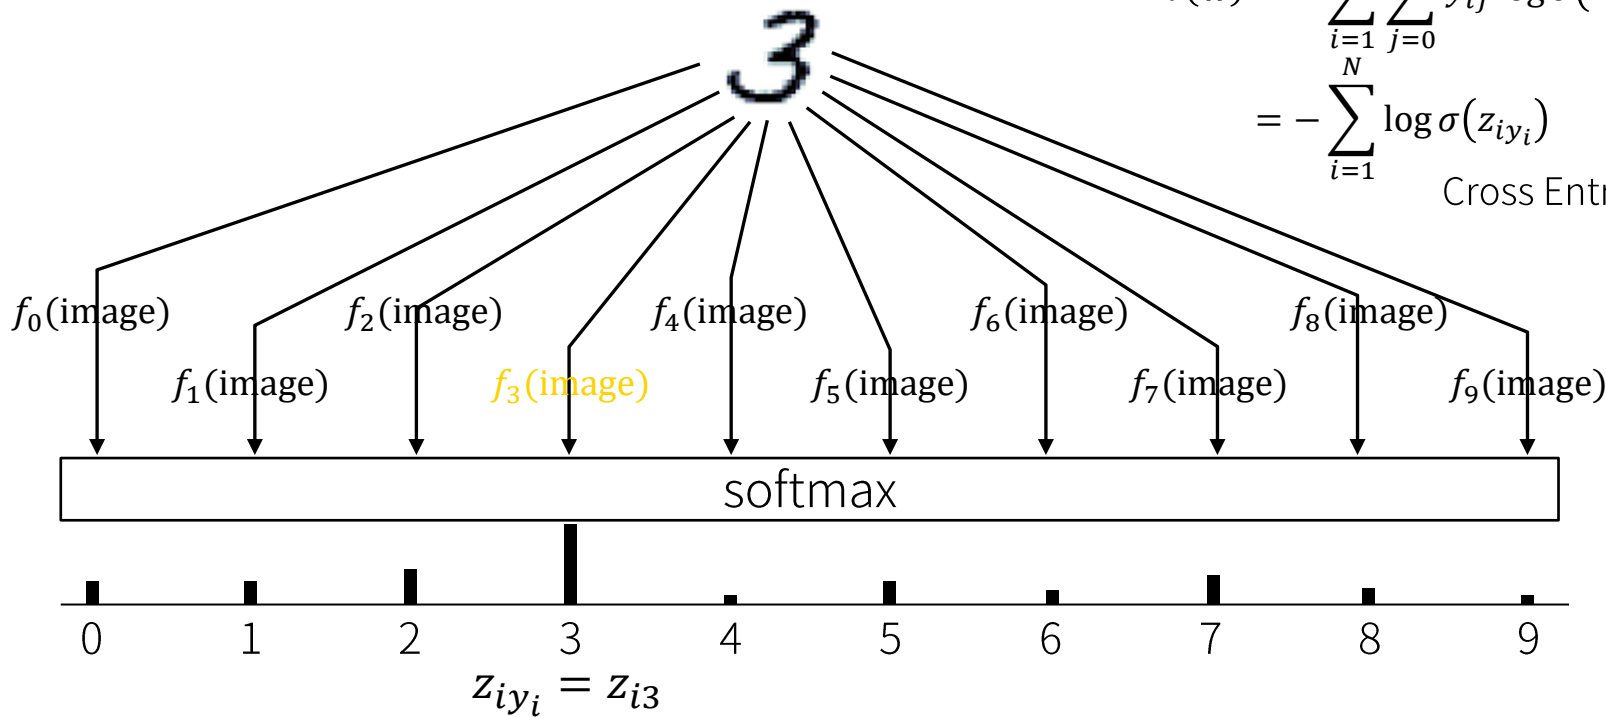 3
i=1 j=0
= − ∑_{i=1}^{N} log σ(z_{iy_i})
Cross
f₀(image) f₂(image) f₄(image) f₆(image) f₈(image)
f₁(image) f₃(image) f₅(image) f₇(image) f₉(image)
softmax
0 1 2 3 4 5 6 7 8 9
z_{iy_i} = z_{i3}